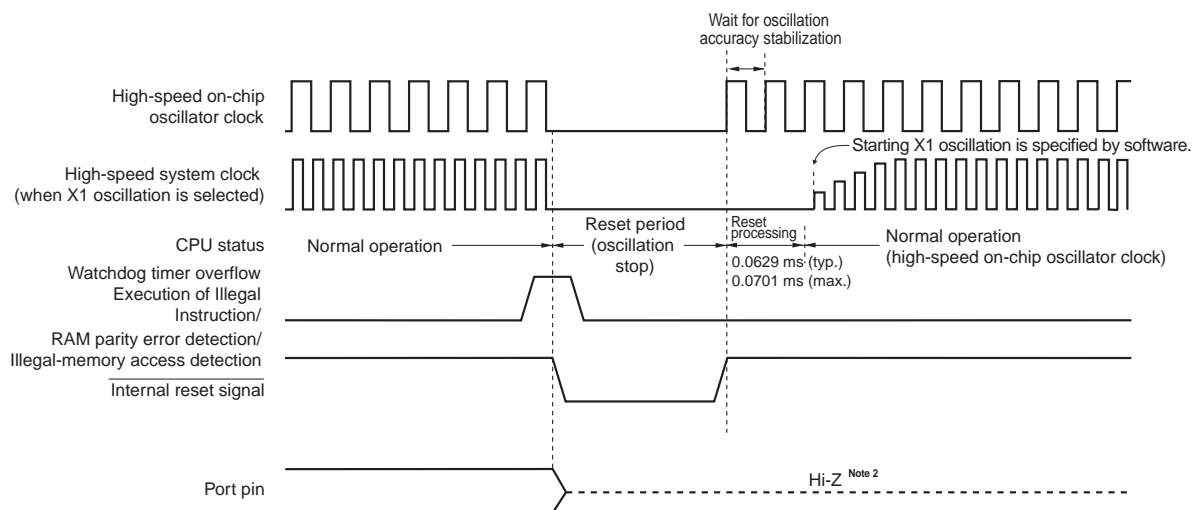 Wait for oscillation
accuracy stabilization
High-speed on-chip
oscillator clock
Starting X1 oscillation is specified by software.
High-speed system clock
(when X1 oscillation is selected)
CPU status
Normal operation
Reset period
(oscillation
stop)
Reset
processing
0.0629 ms (typ.)
0.0701 ms (max.)
Normal operation
(high-speed on-chip oscillator clock)
Watchdog timer overflow
Execution of Illegal
Instruction/
RAM parity error detection/
Illegal-memory access detection
Internal reset signal
Port pin
Hi-Z Note 2